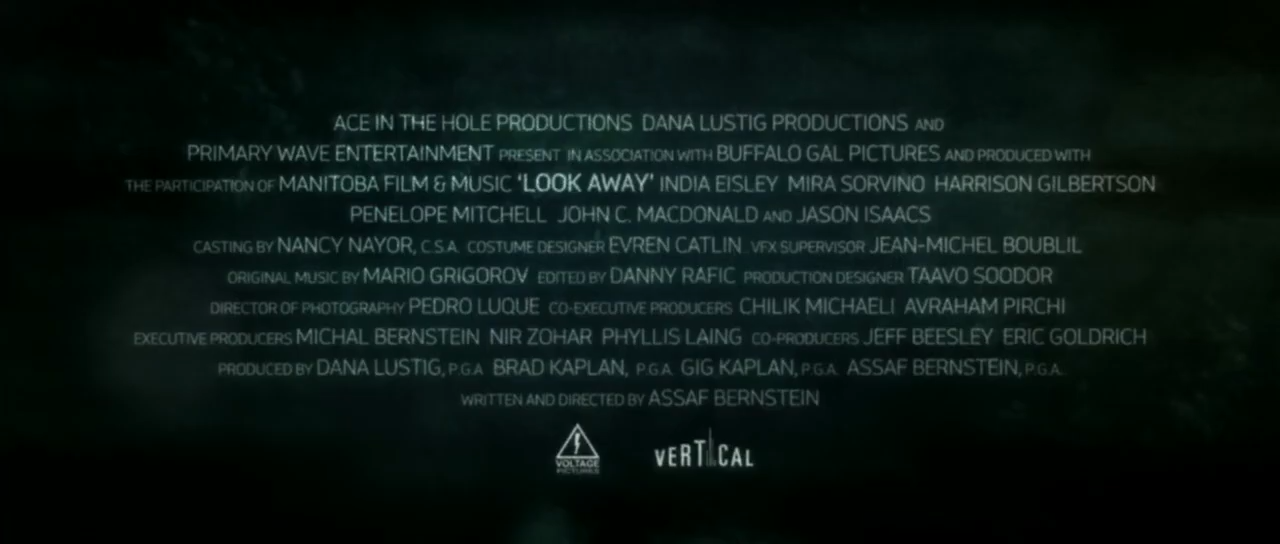 ACE IN THE HOLE PRODUCTIONS DANA LUSTIG PRODUCTIONS AND
PRIMARY WAVE ENTERTAINMENT PRESENT IN ASSOCIATION WITH BUFFALO GAL PICTURES AND PRODUCED WITH
THE PARTICIPATION OF MANITOBA FILM & MUSIC 'LOOK AWAY' INDIA EISLEY MIRA SORVINO HARRISON GILBERTSON
PENELOPE MITCHELL JOHN C. MACDONALD AND JASON ISAACS
CASTING BY NANCY NAYOR, C.S.A. COSTUME DESIGNER EVREN CATLIN VFX SUPERVISOR JEAN-MICHEL BOUBLIL
ORIGINAL MUSIC BY MARIO GRIGOROV EDITED BY DANNY RAFIC PRODUCTION DESIGNER TAAVO SOODOR
DIRECTOR OF PHOTOGRAPHY PEDRO LUQUE CO-EXECUTIVE PRODUCERS CHILIK MICHAELI AVRAHAM PIRCHI
EXECUTIVE PRODUCERS MICHAL BERNSTEIN NIR ZOHAR PHYLLIS LAING CO-PRODUCERS JEFF BEESLEY ERIC GOLDRICH
PRODUCED BY DANA LUSTIG, P.G.A. BRAD KAPLAN, P.G.A. GIG KAPLAN, P.G.A. ASSAF BERNSTEIN, P.G.A.
WRITTEN AND DIRECTED BY ASSAF BERNSTEIN
VOLTAGE
PICTURES
VERTICAL